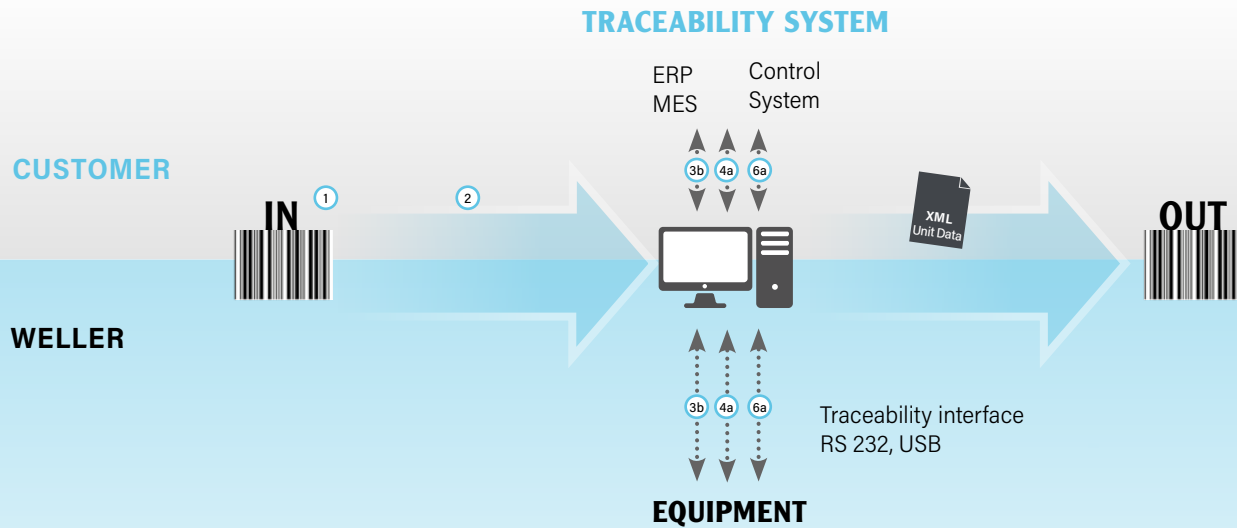 TRACEABILITY SYSTEM
ERP
MES
Control
System
3b
4a
6a
CUSTOMER
1
2
IN
XML
Unit Data
OUT
WELLER
3b
4a
6a
Traceability interface
RS 232, USB
EQUIPMENT